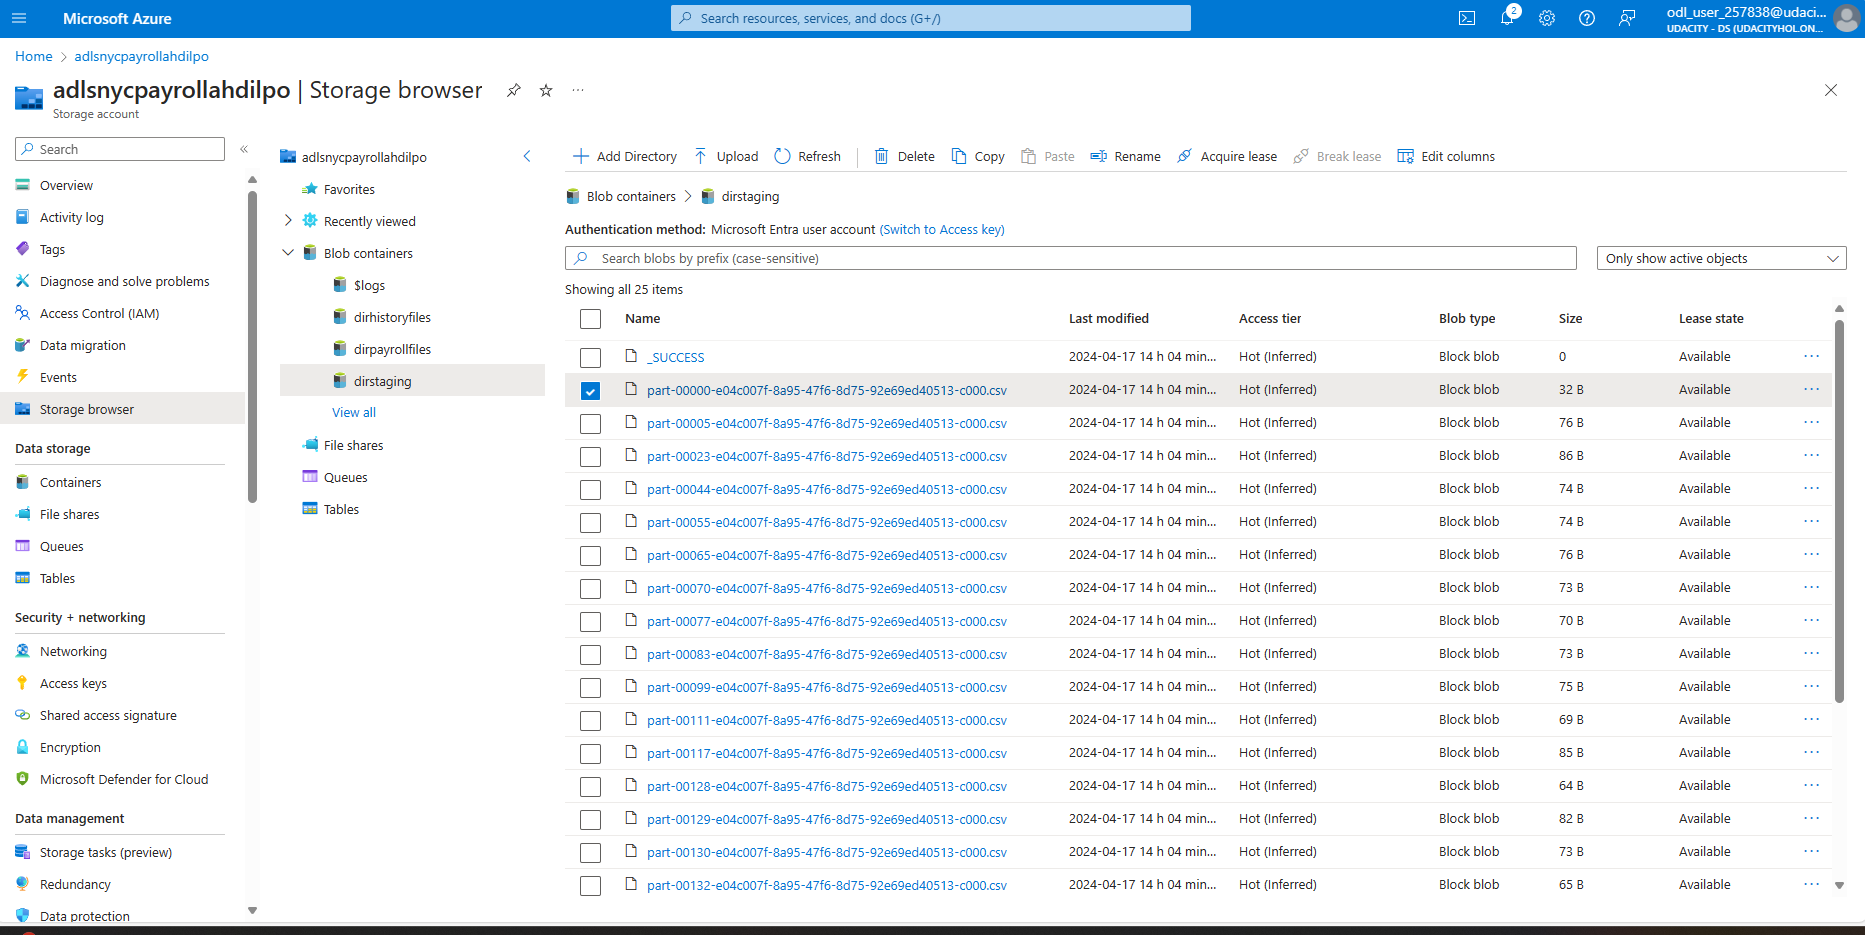 Microsoft Azure
Search resources, services, and docs (G+/)
2
odl_user_257838@udaci...
UDACITY - DS (UDACITYHOL.ON...
Home > adlsnycpayrollahdilpo
adlsnycpayrollahdilpo | Storage browser
Storage account
Search
Overview
Activity log
Tags
Diagnose and solve problems
Access Control (IAM)
Data migration
Events
Storage browser
Data storage
Containers
File shares
Queues
Tables
Security + networking
Networking
Access keys
Shared access signature
Encryption
Microsoft Defender for Cloud
Data management
Storage tasks (preview)
Redundancy
Data protection
adlsnycpayrollahdilpo
Favorites
Recently viewed
Blob containers
$logs
dirhistoryfiles
dirpayrollfiles
dirstaging
View all
File shares
Queues
Tables
Add Directory Upload Refresh Delete Copy Paste Rename Acquire lease Break lease Edit columns
Blob containers > dirstaging
Authentication method: Microsoft Entra user account (Switch to Access key)
Search blobs by prefix (case-sensitive)
Only show active objects
Showing all 25 items
Name Last modified Access tier Blob type Size Lease state
_SUCCESS 2024-04-17 14 h 04 min... Hot (Inferred) Block blob 0 Available
part-00000-e04c007f-8a95-47f6-8d75-92e69ed40513-c000.csv 2024-04-17 14 h 04 min... Hot (Inferred) Block blob 32 B Available
part-00005-e04c007f-8a95-47f6-8d75-92e69ed40513-c000.csv 2024-04-17 14 h 04 min... Hot (Inferred) Block blob 76 B Available
part-00023-e04c007f-8a95-47f6-8d75-92e69ed40513-c000.csv 2024-04-17 14 h 04 min... Hot (Inferred) Block blob 86 B Available
part-00044-e04c007f-8a95-47f6-8d75-92e69ed40513-c000.csv 2024-04-17 14 h 04 min... Hot (Inferred) Block blob 74 B Available
part-00055-e04c007f-8a95-47f6-8d75-92e69ed40513-c000.csv 2024-04-17 14 h 04 min... Hot (Inferred) Block blob 74 B Available
part-00065-e04c007f-8a95-47f6-8d75-92e69ed40513-c000.csv 2024-04-17 14 h 04 min... Hot (Inferred) Block blob 76 B Available
part-00070-e04c007f-8a95-47f6-8d75-92e69ed40513-c000.csv 2024-04-17 14 h 04 min... Hot (Inferred) Block blob 73 B Available
part-00077-e04c007f-8a95-47f6-8d75-92e69ed40513-c000.csv 2024-04-17 14 h 04 min... Hot (Inferred) Block blob 70 B Available
part-00083-e04c007f-8a95-47f6-8d75-92e69ed40513-c000.csv 2024-04-17 14 h 04 min... Hot (Inferred) Block blob 73 B Available
part-00099-e04c007f-8a95-47f6-8d75-92e69ed40513-c000.csv 2024-04-17 14 h 04 min... Hot (Inferred) Block blob 75 B Available
part-00111-e04c007f-8a95-47f6-8d75-92e69ed40513-c000.csv 2024-04-17 14 h 04 min... Hot (Inferred) Block blob 69 B Available
part-00117-e04c007f-8a95-47f6-8d75-92e69ed40513-c000.csv 2024-04-17 14 h 04 min... Hot (Inferred) Block blob 85 B Available
part-00128-e04c007f-8a95-47f6-8d75-92e69ed40513-c000.csv 2024-04-17 14 h 04 min... Hot (Inferred) Block blob 64 B Available
part-00129-e04c007f-8a95-47f6-8d75-92e69ed40513-c000.csv 2024-04-17 14 h 04 min... Hot (Inferred) Block blob 82 B Available
part-00130-e04c007f-8a95-47f6-8d75-92e69ed40513-c000.csv 2024-04-17 14 h 04 min... Hot (Inferred) Block blob 73 B Available
part-00132-e04c007f-8a95-47f6-8d75-92e69ed40513-c000.csv 2024-04-17 14 h 04 min... Hot (Inferred) Block blob 65 B Available